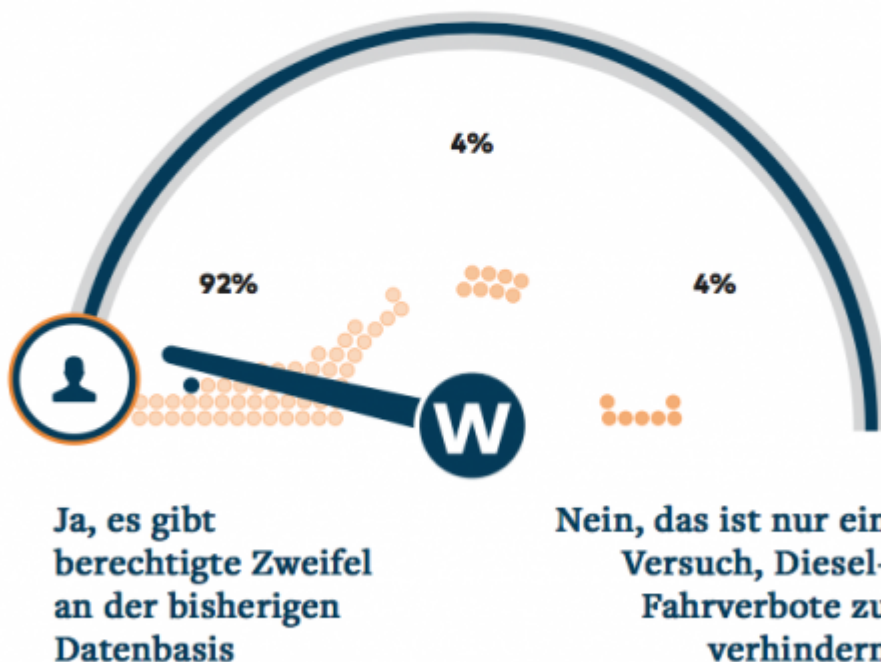 4%
92%
4%
W
Ja, es gibt
berechtigte Zweifel
an der bisherigen
Datenbasis
Nein, das ist nur ein
Versuch, Diesel-
Fahrverbote zu
verhindern